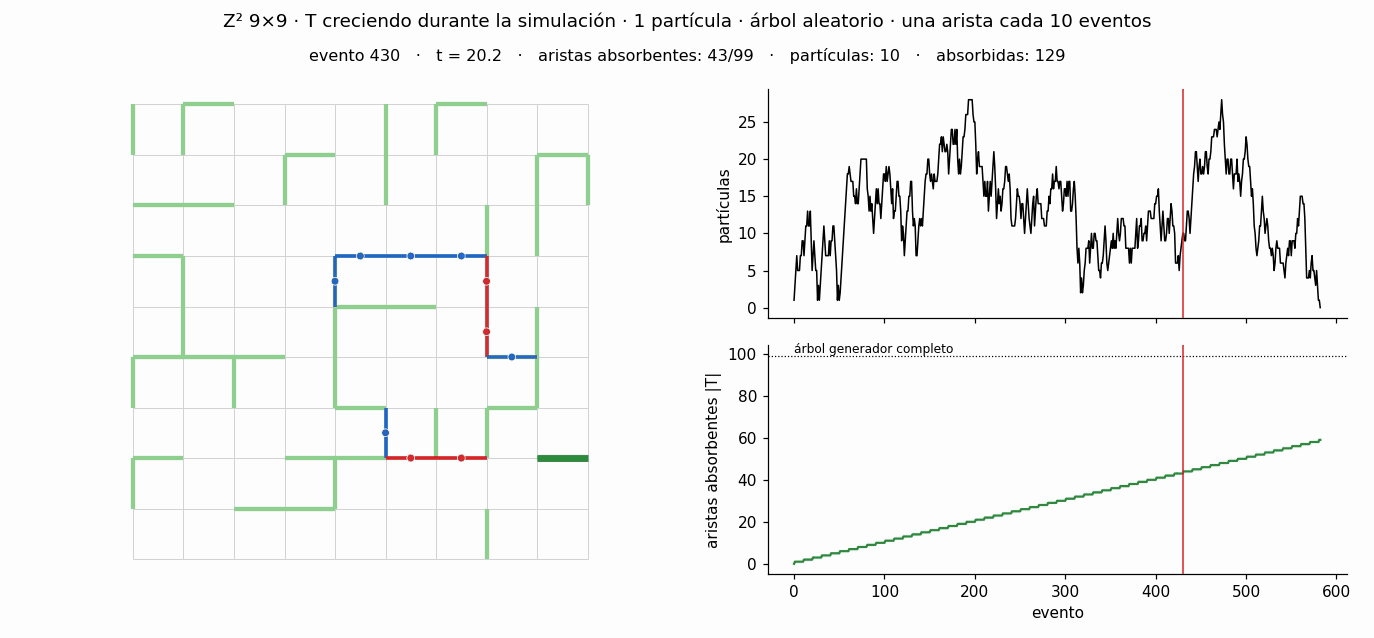 Z² 9×9 · T creciendo durante la simulación · 1 partícula · árbol aleatorio · una arista cada 10 eventos
evento 430 · t = 20.2 · aristas absorbentes: 43/99 · partículas: 10 · absorbidas: 129
partículas
25
20
15
10
5
0
aristas absorbentes |T|
árbol generador completo
100
80
60
40
20
0
0 100 200 300 400 500 600
evento